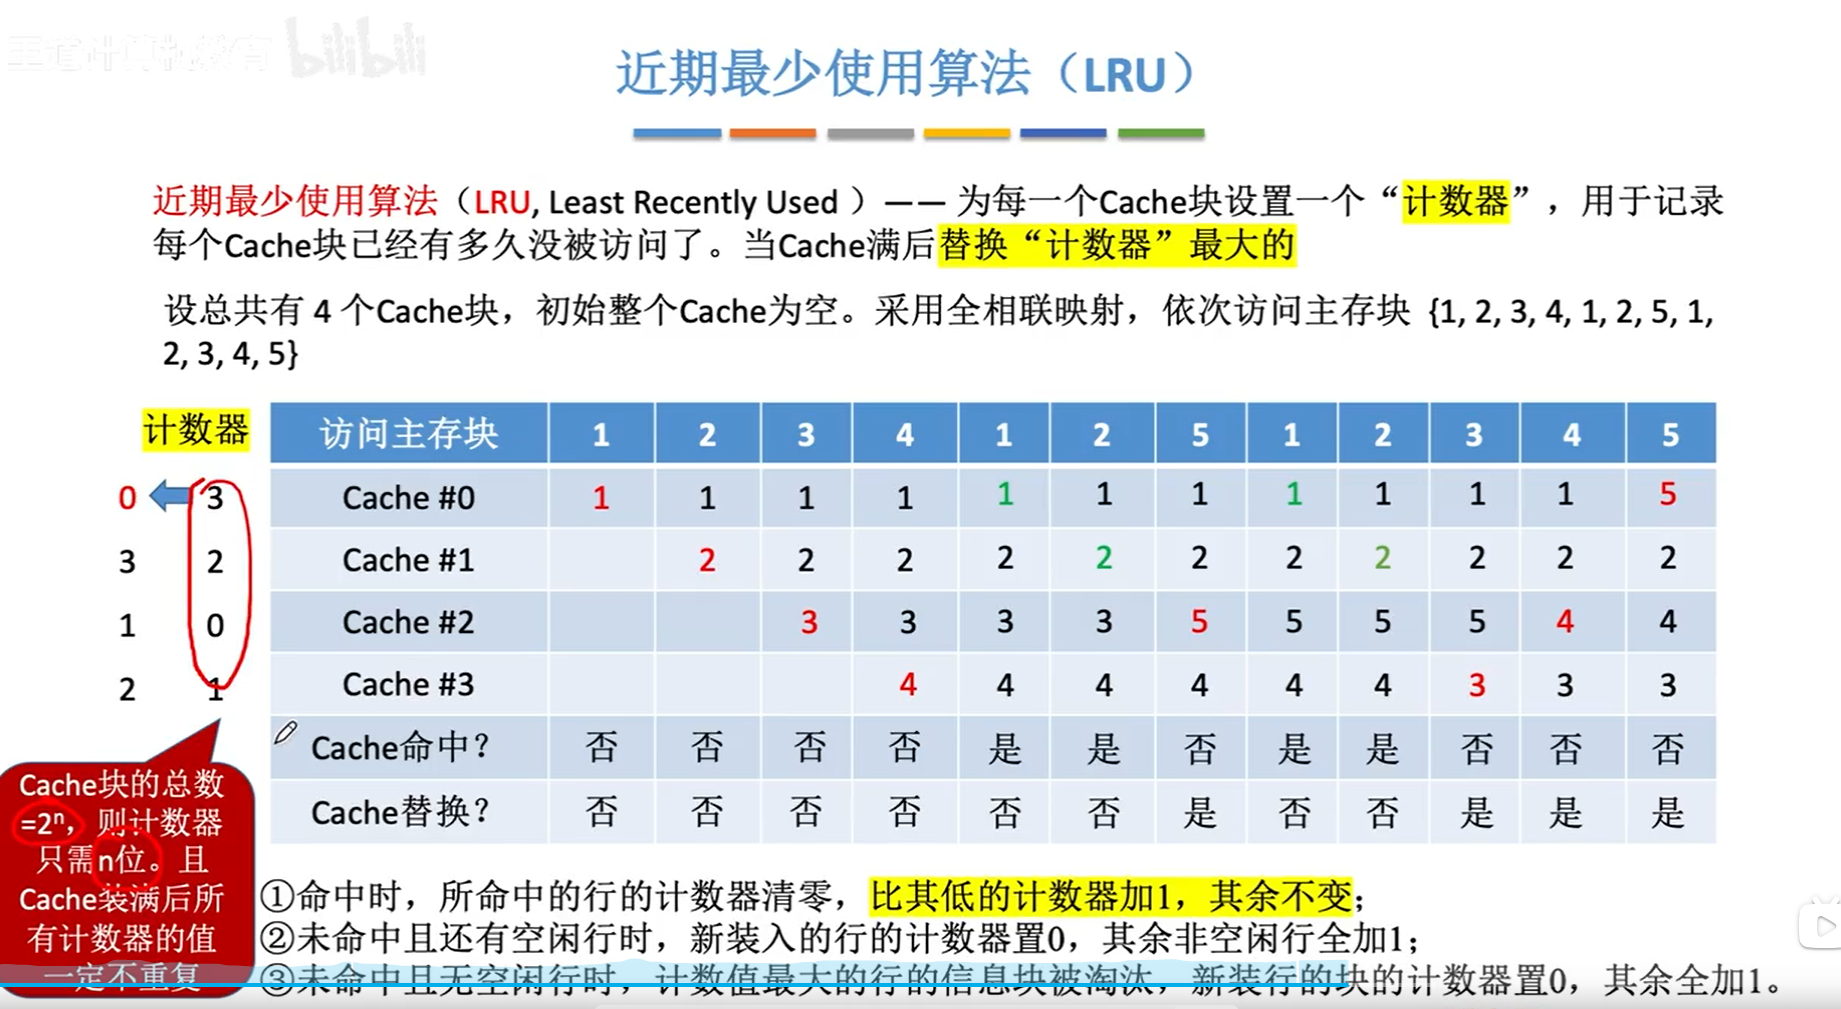 王道计算机教育 bilibili
近期最少使用算法（LRU）
近期最少使用算法（LRU, Least Recently Used ）—— 为每一个Cache块设置一个“计数器”，用于记录
每个Cache块已经有多久没被访问了。当Cache满后替换“计数器”最大的
设总共有 4 个Cache块，初始整个Cache为空。采用全相联映射，依次访问主存块 {1, 2, 3, 4, 1, 2, 5, 1,
2, 3, 4, 5}
计数器 访问主存块 1 2 3 4 1 2 5 1 2 3 4 5
0 3 Cache #0 1 1 1 1 1 1 1 1 1 1 1 5
3 2 Cache #1 2 2 2 2 2 2 2 2 2 2 2
1 0 Cache #2 3 3 3 3 5 5 5 5 4 4
2 1 Cache #3 4 4 4 4 4 4 3 3 3
Cache命中？ 否 否 否 否 是 是 否 是 是 否 否 否
Cache替换？ 否 否 否 否 否 否 是 否 否 是 是 是
Cache块的总数
=2ⁿ，则计数器
只需n位。且
Cache装满后所
有计数器的值
一定不重复
①命中时，所命中的行的计数器清零，比其低的计数器加1，其余不变；
②未命中且还有空闲行时，新装入的行的计数器置0，其余非空闲行全加1；
③未命中且无空闲行时，计数值最大的行的信息块被淘汰，新装行的块的计数器置0，其余全加1。